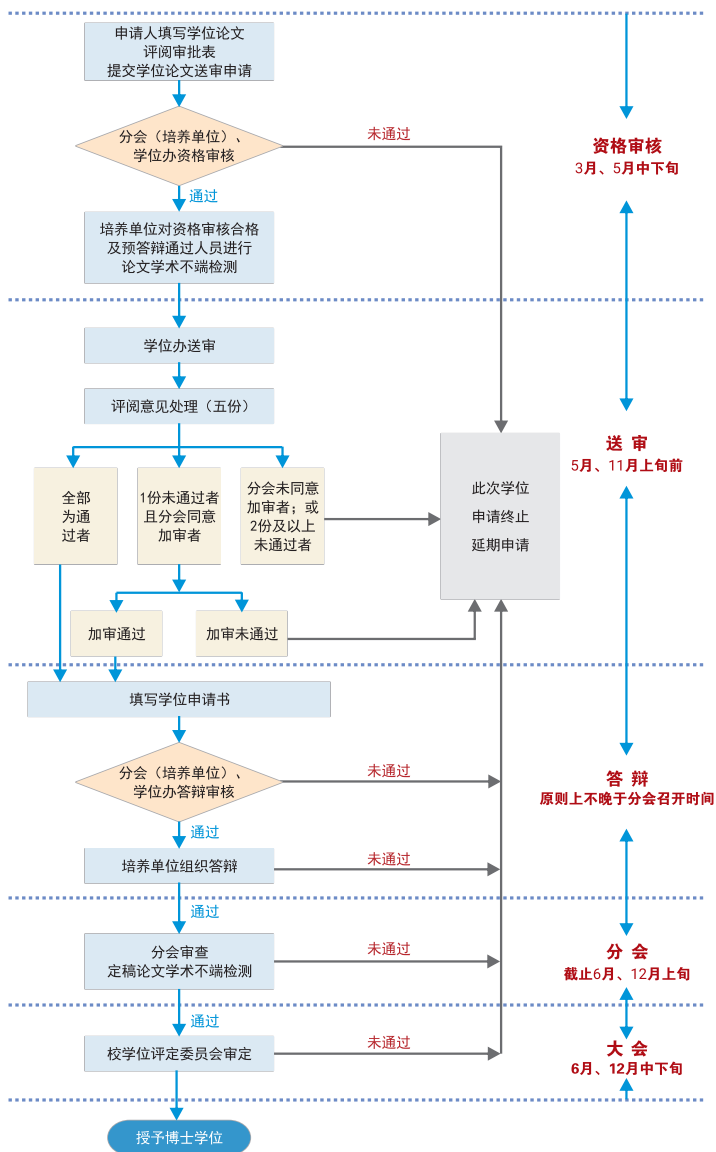 申请人填写学位论文
评阅审批表
提交学位论文送审申请
分会（培养单位）、
学位办资格审核
未通过
资格审核
3月、5月中下旬
通过
培养单位对资格审核合格
及预答辩通过人员进行
论文学术不端检测
学位办送审
评阅意见处理（五份）
送 审
5月、11月上旬前
全部
为通
过者
1份未通过者
且分会同意
加审者
分会未同意
加审者；或
2份及以上
未通过者
此次学位
申请终止
延期申请
加审通过
加审未通过
填写学位申请书
分会（培养单位）、
学位办答辩审核
未通过
答 辩
原则上不晚于分会召开时间
通过
培养单位组织答辩
未通过
通过
分会审查
定稿论文学术不端检测
未通过
分 会
截止6月、12月上旬
通过
校学位评定委员会审定
未通过
大 会
6月、12月中下旬
授予博士学位